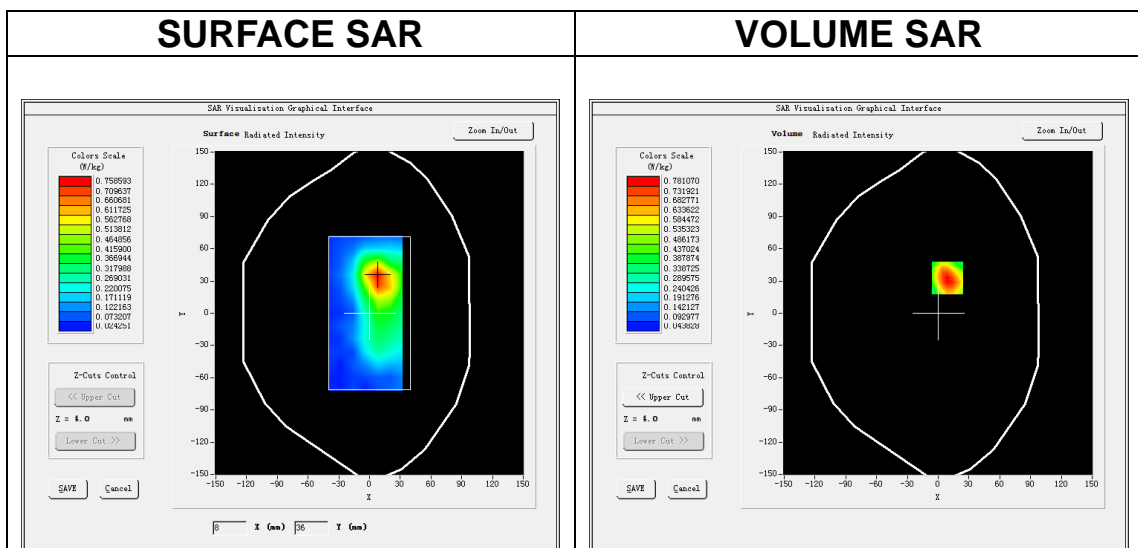 SURFACE SAR
VOLUME SAR
SAR Visualisation Graphical Interface
Surface Radiated Intensity
Zoom In/Out
Colors Scale
(W/kg)
0.758593
0.709637
0.660681
0.611725
0.562768
0.513812
0.464856
0.415900
0.366944
0.317988
0.269031
0.220075
0.171119
0.122163
0.073207
0.024251
150
120
90
60
30
0
-30
-60
-90
-120
-150
Y
-150 -120 -90 -60 -30 0 30 60 90 120 150
X
Z-Cuts Control
<< Upper Cut
Z = 4.0 mm
Lower Cut >>
SAVE Cancel
8 X (mm) 36 Y (mm)
SAR Visualisation Graphical Interface
Volume Radiated Intensity
Zoom In/Out
Colors Scale
(W/kg)
0.781070
0.731921
0.682771
0.633622
0.584472
0.535323
0.486173
0.437024
0.387874
0.338725
0.289575
0.240426
0.191276
0.142127
0.092977
0.043828
150
120
90
60
30
0
-30
-60
-90
-120
-150
Y
-150 -120 -90 -60 -30 0 30 60 90 120 150
X
Z-Cuts Control
<< Upper Cut
Z = 4.0 mm
Lower Cut >>
SAVE Cancel